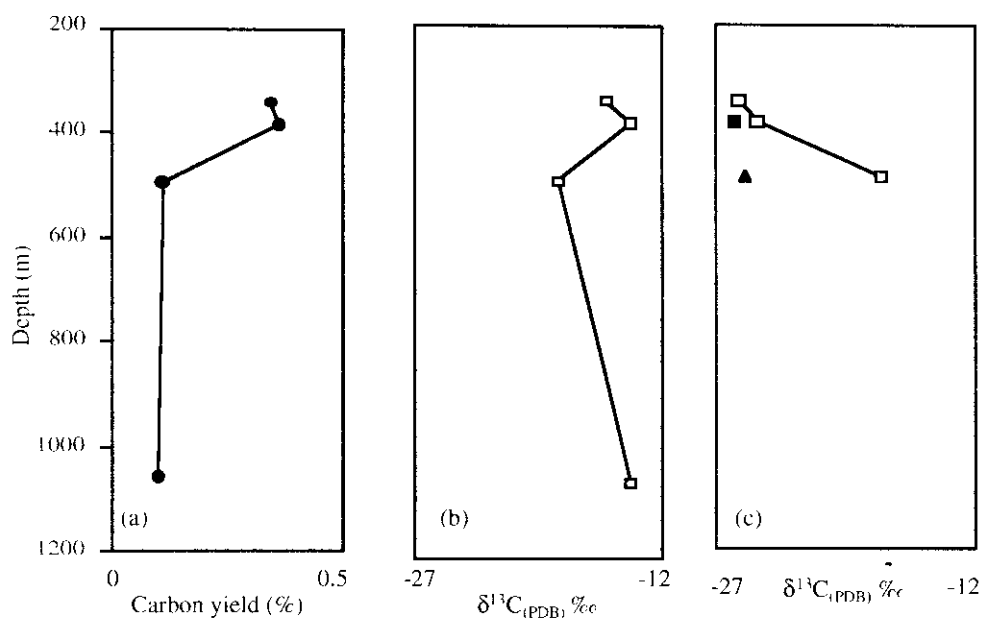 200
400
600
800
1000
1200
Depth (m)
(a)
0
0.5
Carbon yield (%)
(b)
-27
-12
δ¹³C(PDB) ‰
(c)
-27
-12
δ¹³C(PDB) ‰